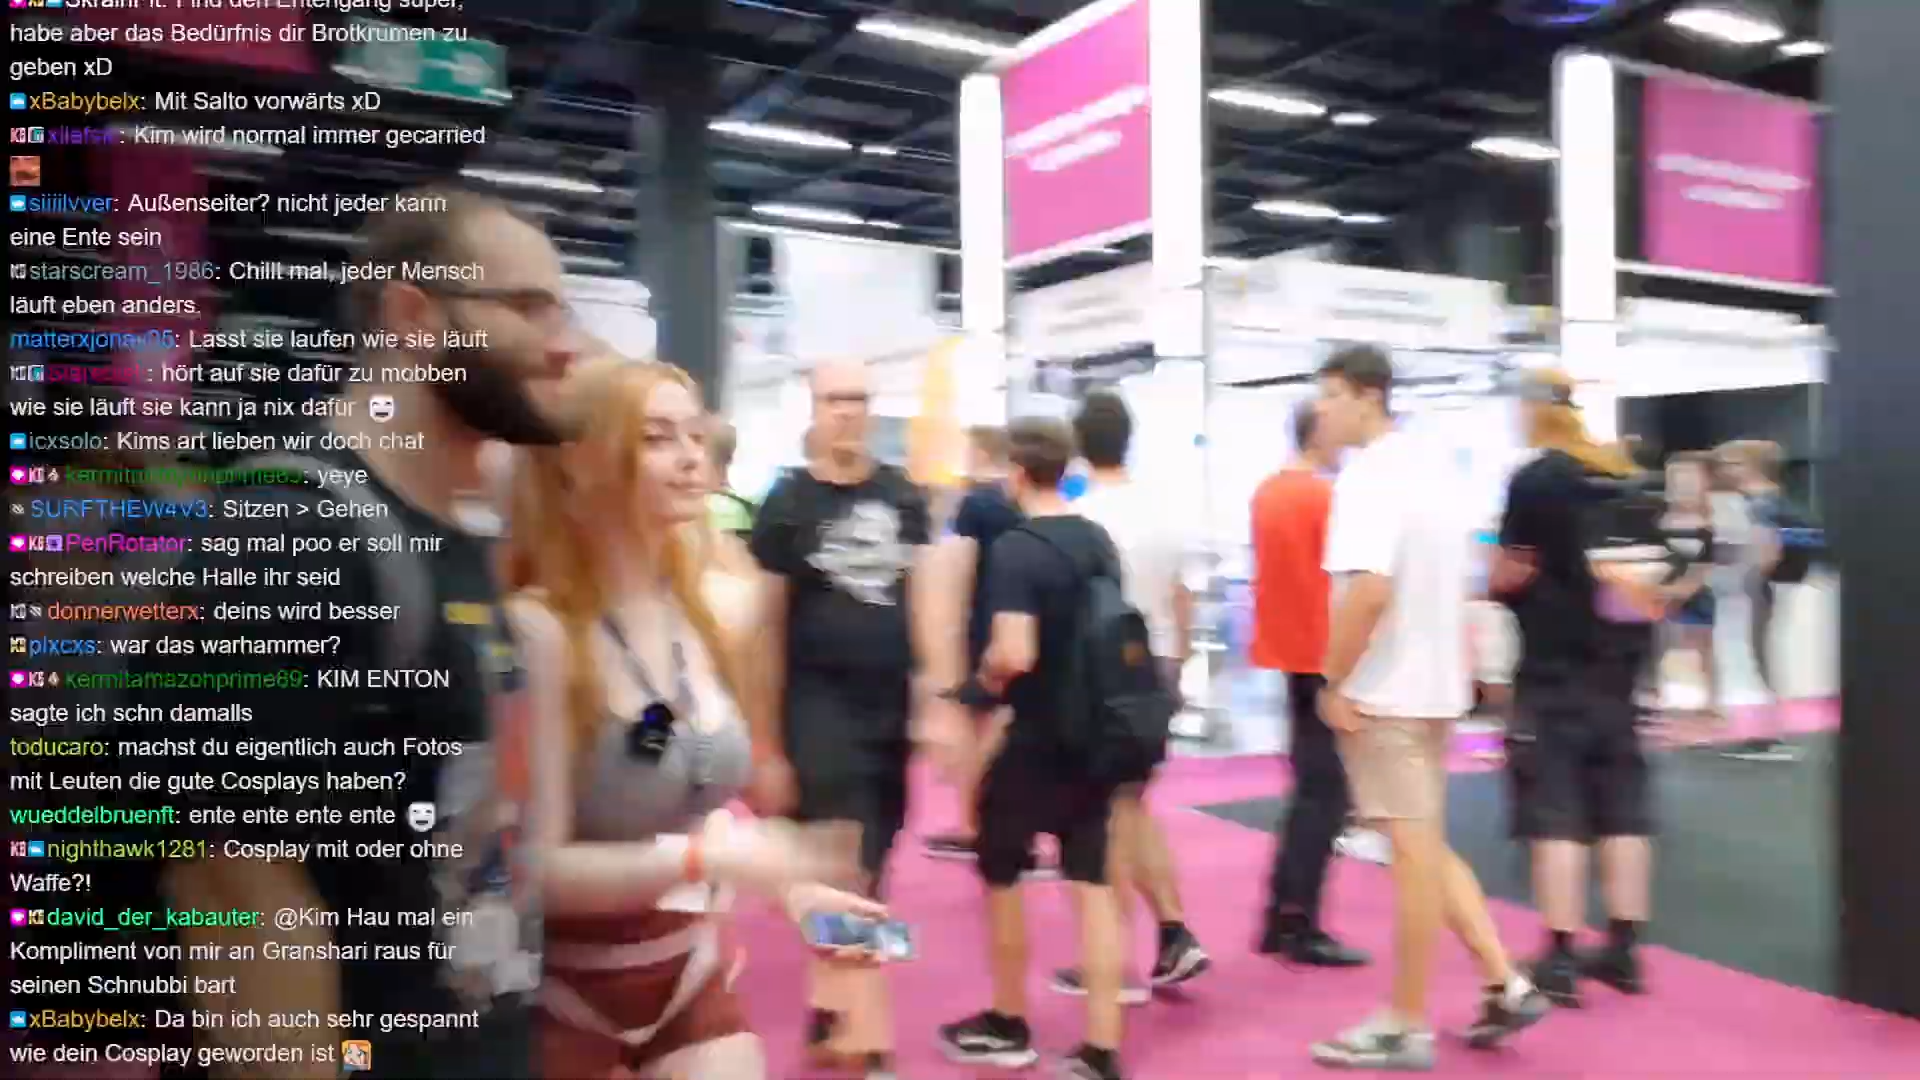 habe aber das Bedürfnis dir Brotkrumen zu
geben xD
xBabybelx: Mit Salto vorwärts xD
: Kim wird normal immer gecarried
siiiilvver: Außenseiter? nicht jeder kann
eine Ente sein
starscream_1986: Chillt mal, jeder Mensch
läuft eben anders.
: Lasst sie laufen wie sie läuft
: hört auf sie dafür zu mobben
wie sie läuft sie kann ja nix dafür
icxsolo: Kims art lieben wir doch chat
: yeye
SURFTHEW4V3: Sitzen > Gehen
PenRotator: sag mal poo er soll mir
schreiben welche Halle ihr seid
donnerwetterx: deins wird besser
plxcxs: war das warhammer?
kermitamazonprime89: KIM ENTON
sagte ich schn damalls
toducaro: machst du eigentlich auch Fotos
mit Leuten die gute Cosplays haben?
wueddelbruenft: ente ente ente ente
nighthawk1281: Cosplay mit oder ohne
Waffe?!
david_der_kabauter: @Kim Hau mal ein
Kompliment von mir an Granshari raus für
seinen Schnubbi bart
xBabybelx: Da bin ich auch sehr gespannt
wie dein Cosplay geworden ist